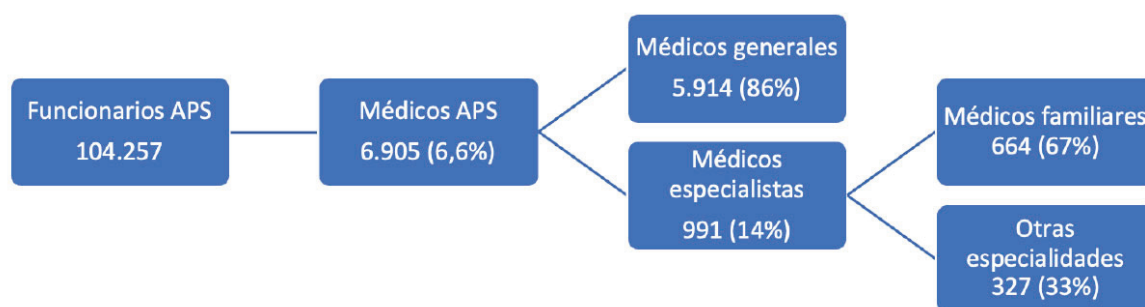 Funcionarios APS
104.257
Médicos APS
6.905 (6,6%)
Médicos generales
5.914 (86%)
Médicos
especialistas
991 (14%)
Médicos familiares
664 (67%)
Otras
especialidades
327 (33%)